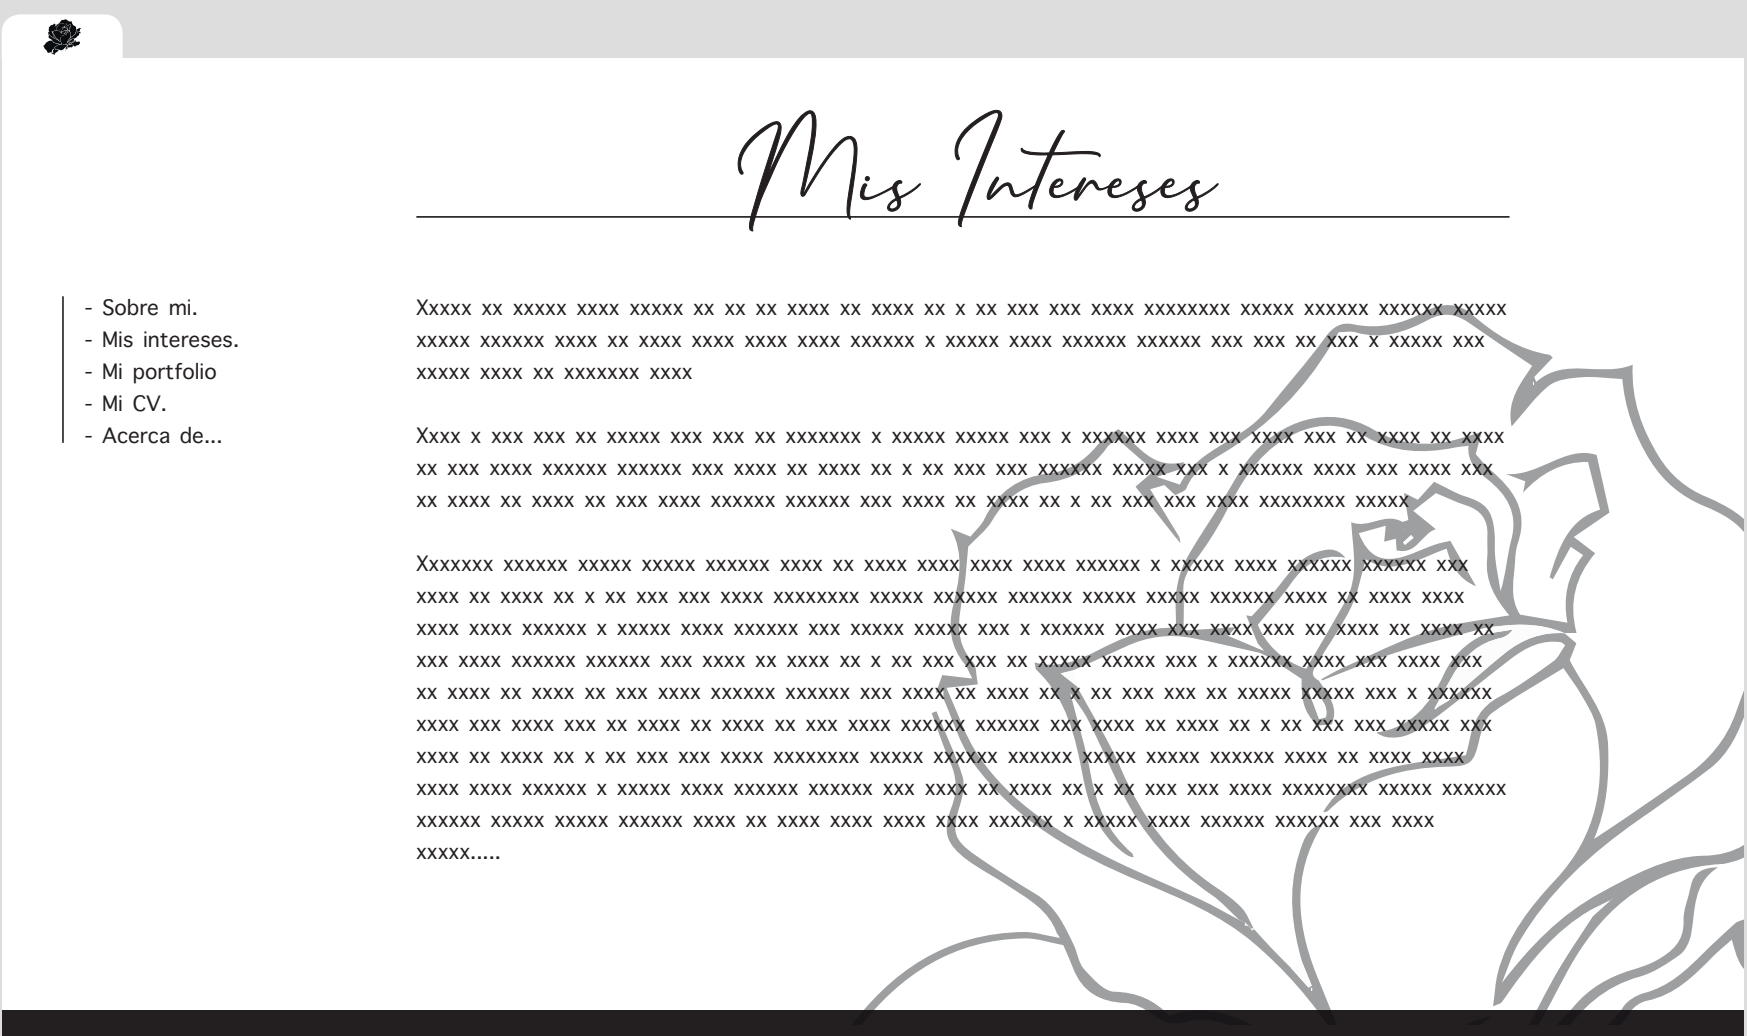 Mis Intereses
- Sobre mi.
- Mis intereses.
- Mi portfolio
- Mi CV.
- Acerca de...
Xxxxx xx xxxxx xxxx xxxxx xx xx xx xxxx xx xxxx xx x xx xxx xxx xxxx xxxxxxxx xxxxx xxxxxx xxxxxx xxxxx
xxxxx xxxxxx xxxx xx xxxx xxxx xxxx xxxx xxxxxx x xxxxx xxxx xxxxxx xxxxxx xxx xxx xx xxx x xxxxx xxx
xxxxx xxxx xx xxxxxxx xxxx
Xxxx x xxx xxx xx xxxxx xxx xxx xx xxxxxxx x xxxxx xxxxx xxx x xxxxxx xxxx xxx xxxx xxx xx xxxx xx xxxx
xx xxx xxxx xxxxxx xxxxxx xxx xxxx xx xxxx xx x xx xxx xxx xxxxxx xxxxx xxx x xxxxxx xxxx xxx xxxx xxx
xx xxxx xx xxxx xx xxx xxxx xxxxxx xxxxxx xxx xxxx xx xxxx xx x xx xxx xxx xxxx xxxxxxxx xxxxx
Xxxxxxx xxxxxx xxxxx xxxxx xxxxxx xxxx xx xxxx xxxx xxxx xxxx xxxxxx x xxxxx xxxx xxxxxx xxxxxx xxx
xxxx xx xxxx xx x xx xxx xxx xxxx xxxxxxxx xxxxx xxxxxx xxxxxx xxxxx xxxxx xxxxxx xxxx xx xxxx xxxx
xxxx xxxx xxxxxx x xxxxx xxxx xxxxxx xxx xxxxx xxxxx xxx x xxxxxx xxxx xxx xxxx xxx xx xxxx xx xxxx xx
xxx xxxx xxxxxx xxxxxx xxx xxxx xx xxxx xx x xx xxx xxx xx xxxxx xxxxx xxx x xxxxxx xxxx xxx xxxx xxx
xx xxxx xx xxxx xx xxx xxxx xxxxxx xxxxxx xxx xxxx xx xxxx xx x xx xxx xxx xx xxxxx xxxxx xxx x xxxxxx
xxxx xxx xxxx xxx xx xxxx xx xxxx xx xxx xxxx xxxxxx xxxxxx xxx xxxx xx xxxx xx x xx xxx xxx xxxxx xxx
xxxx xx xxxx xx x xx xxx xxx xxxx xxxxxxxx xxxxx xxxxxx xxxxxx xxxxx xxxxx xxxxxx xxxx xx xxxx xxxx
xxxx xxxx xxxxxx x xxxxx xxxx xxxxxx xxxxxx xxx xxxx xx xxxx xx x xx xxx xxx xxxx xxxxxxxx xxxxx xxxxxx
xxxxxx xxxxx xxxxx xxxxxx xxxx xx xxxx xxxx xxxx xxxx xxxxxx x xxxxx xxxx xxxxxx xxxxxx xxx xxxx
xxxxx.....